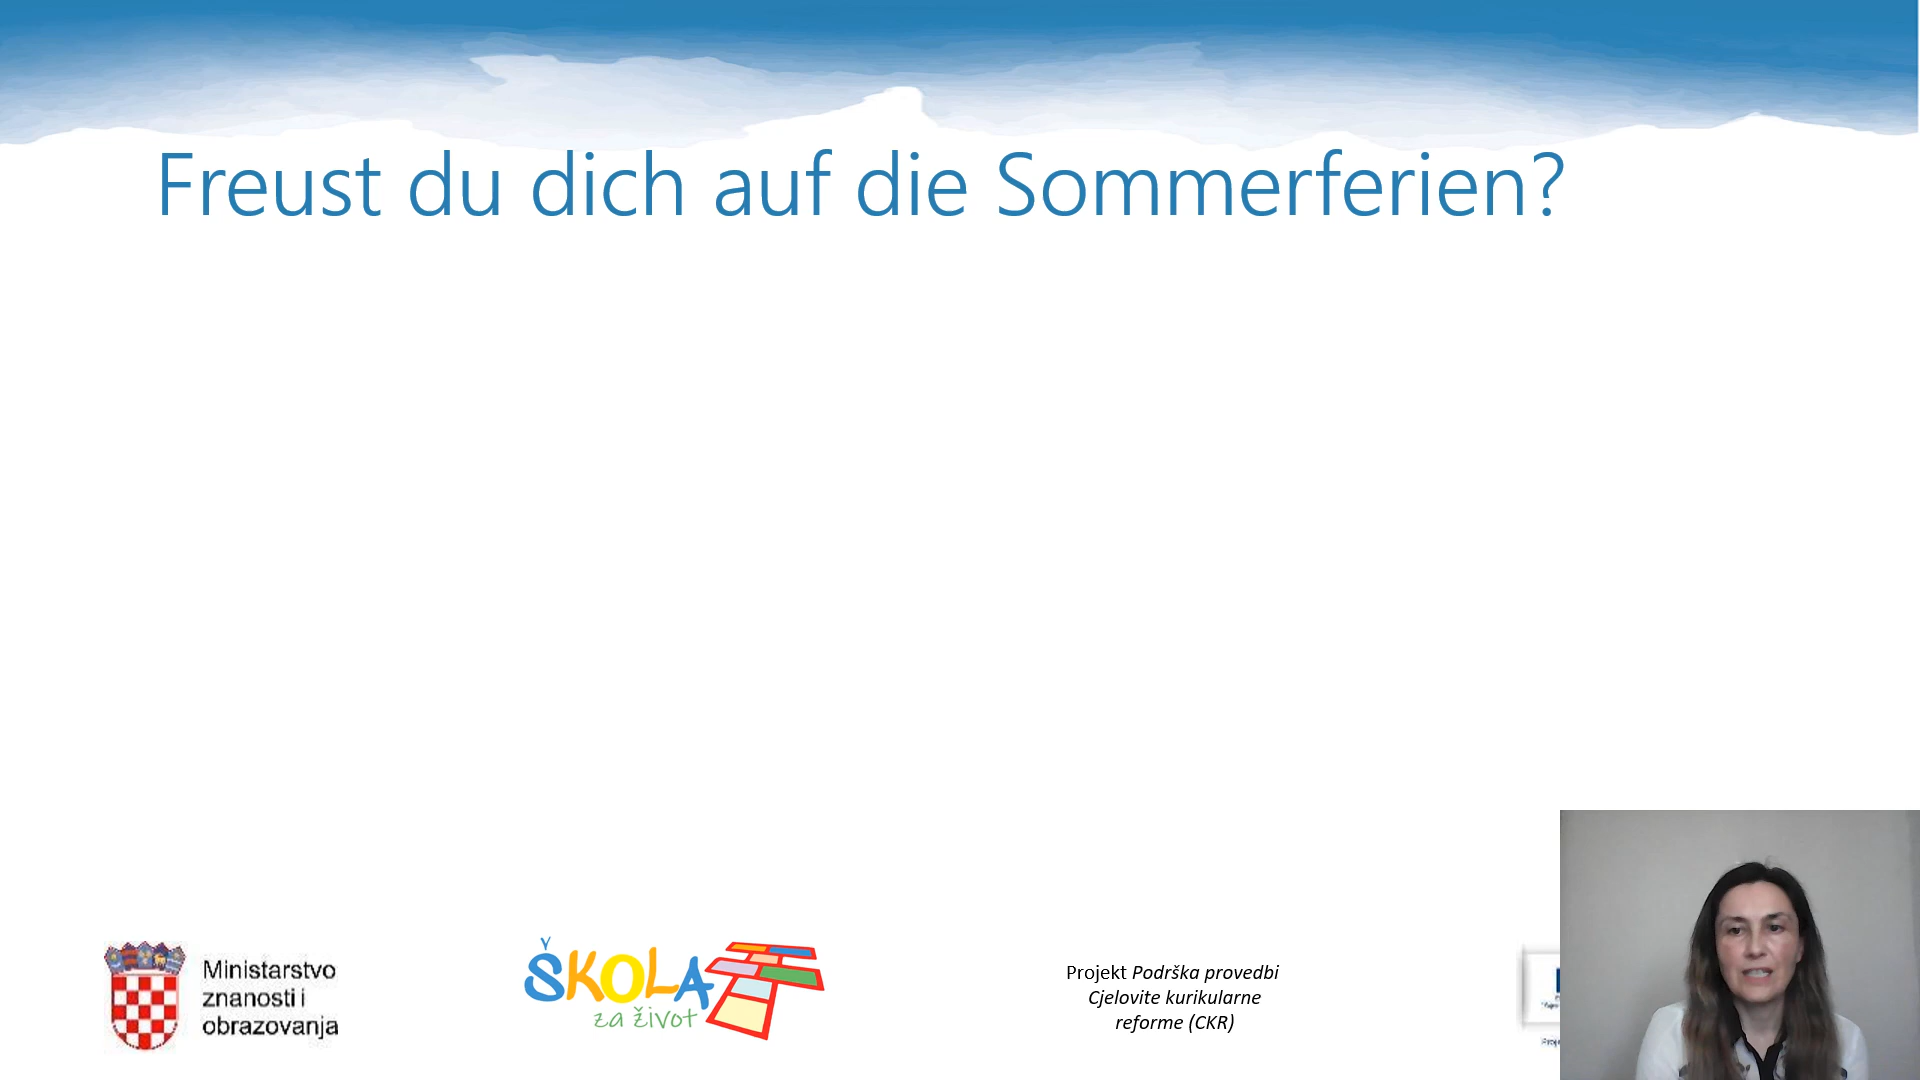 Freust du dich auf die Sommerferien?
Ministarstvo
znanosti i
obrazovanja
ŠKOLA
za život
Projekt Podrška provedbi
Cjelovite kurikularne
reforme (CKR)